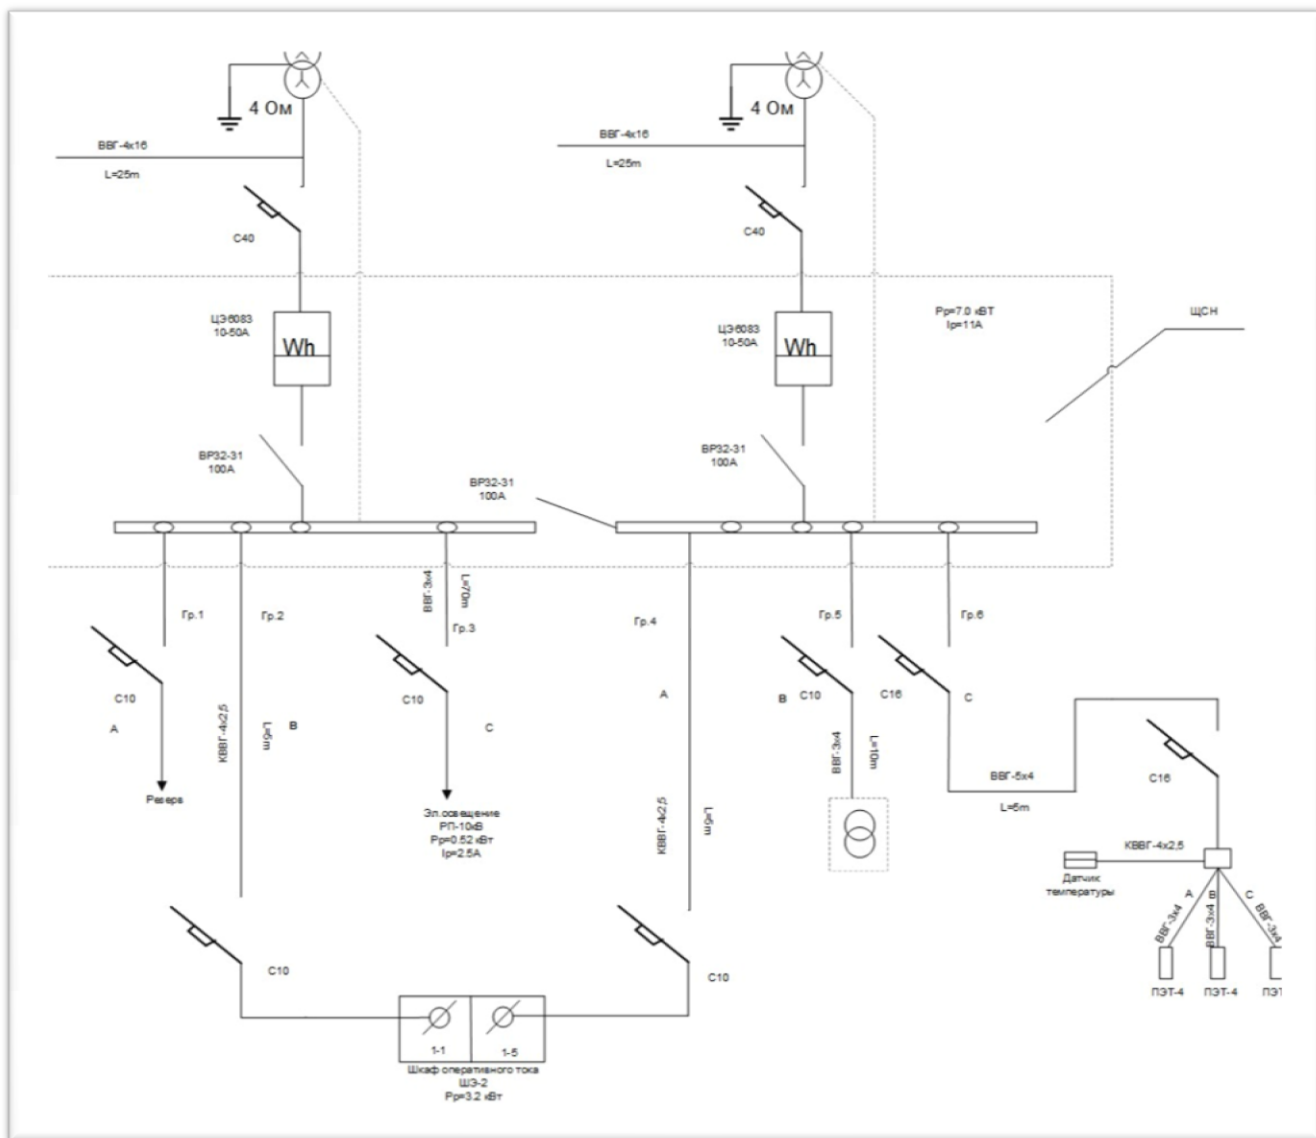 4 Ом
4 Ом
ВВГ-4х16
L=25m
ВВГ-4х16
L=25m
С40
С40
ЦЭ6083
10-50А
Wh
ЦЭ6083
10-50А
Wh
Рр=7.0 кВТ
Iр=11А
ЩСН
ВР32-31
100А
ВР32-31
100А
ВР32-31
100А
Гр.1
Гр.2
ВВГ-3х4
L=70m
Гр.3
Гр.4
Гр.5
Гр.6
С10
А
КВВГ-4х2,5
L=5m
В
С10
С
А
КВВГ-4х2,5
L=5m
В
С10
ВВГ-3х4
L=10m
С16
С
ВВГ-5х4
L=5m
С16
Резерв
Эл.освещение
РП-10кВ
Рр=0.52 кВт
Iр=2.5А
КВВГ-4х2,5
Датчик
температуры
А
В
С
ВВГ-3х4
ВВГ-3х4
ВВГ-3х4
ПЭТ-4
ПЭТ-4
ПЭТ
С10
С10
1-1
1-5
Шкаф оперативного тока
ШЭ-2
Рр=3.2 кВт